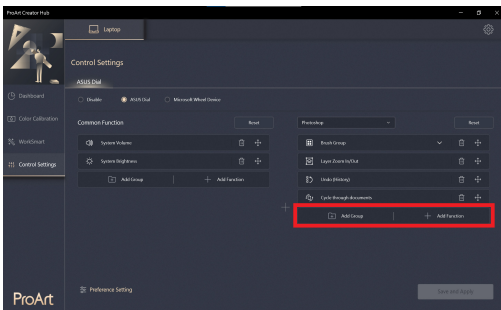 ProArt Creator Hub
Laptop
Control Settings
ASUS Dial
Dashboard
Disable
ASUS Dial
Microsoft Wheel Device
Color Calibration
Common Function
Reset
Photoshop
Reset
WorkSmart
System Volume
Brush Group
Control Settings
System Brightness
Layer Zoom In/Out
Add Group
Add Function
Undo (History)
Cycle through documents
Add Group
Add Function
Preference Setting
Save and Apply
ProArt